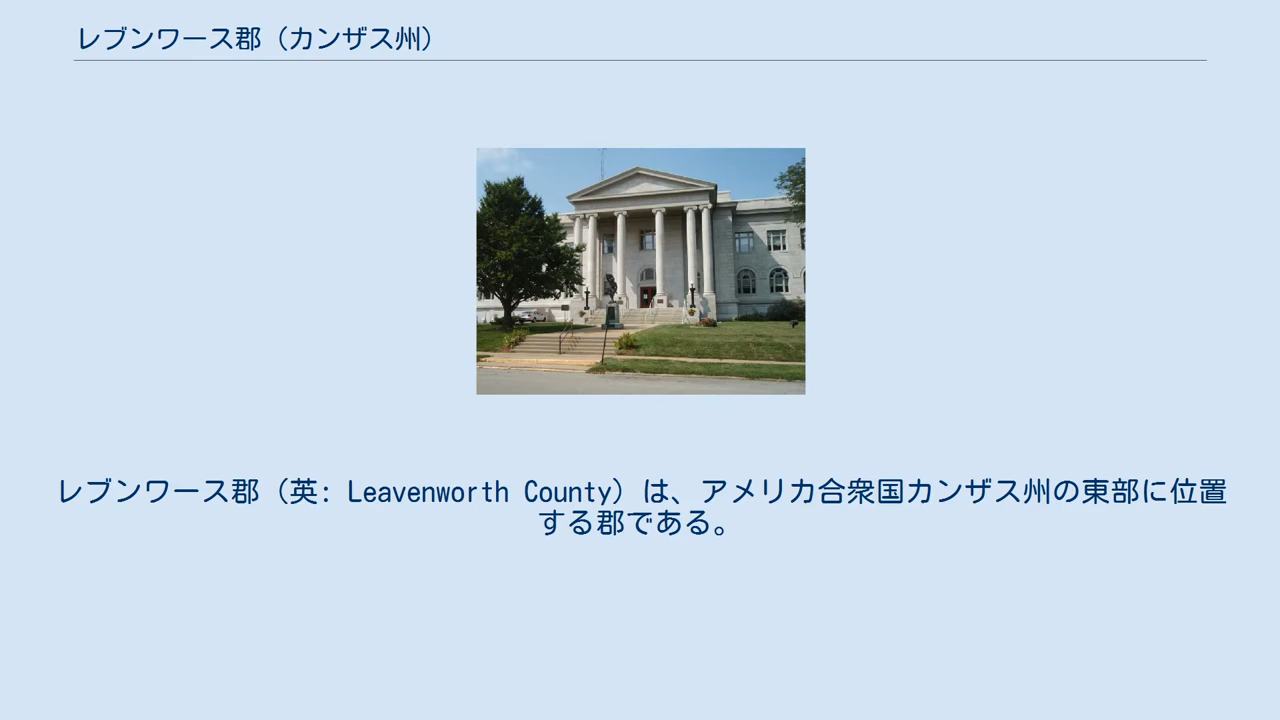 レブンワース郡（カンザス州）
レブンワース郡（英: Leavenworth County）は、アメリカ合衆国カンザス州の東部に位置
する郡である。